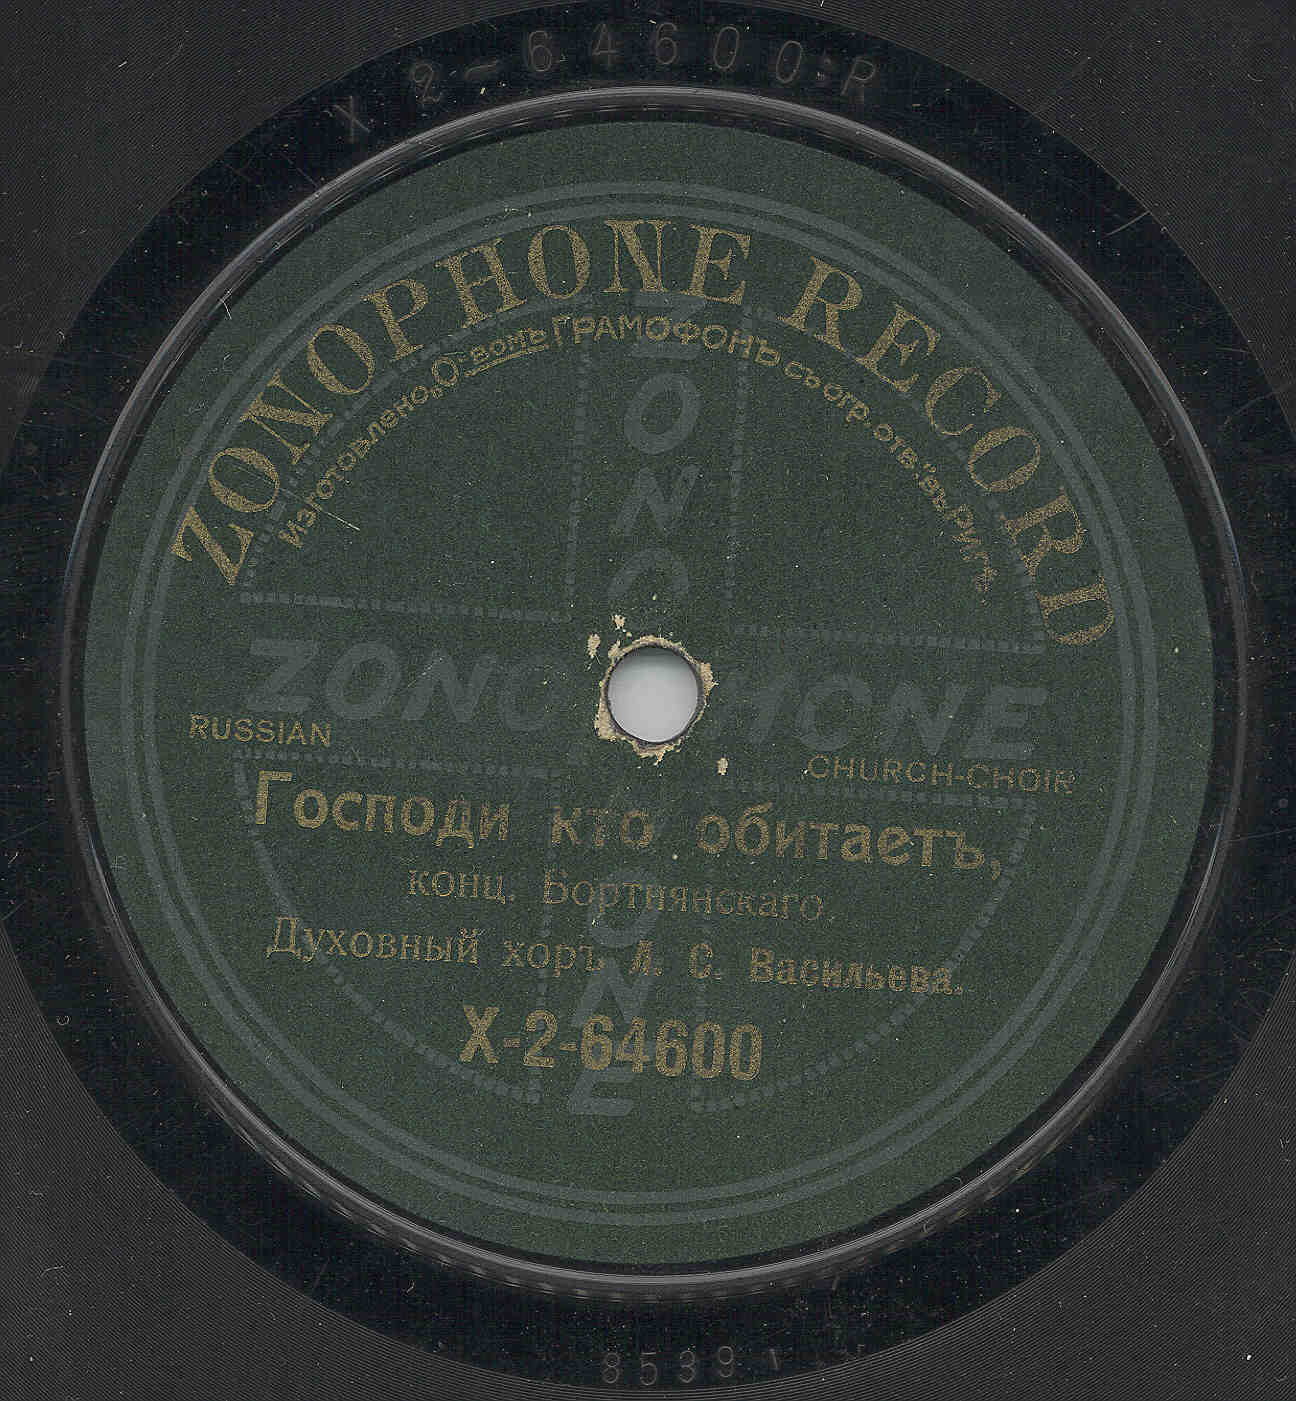 X 2-64600 R
ZONOPHONE RECORD
Изготовлено О-вомъ ГРАМОФОНЪ съ огр. отв. въ Ригѣ
ZONOPHONE
ZONOPHONE
RUSSIAN
CHURCH-CHOIR
Господи кто обитаетъ,
конц. Бортнянскаго.
Духовный хоръ А. С. Васильева.
X-2-64600
8539